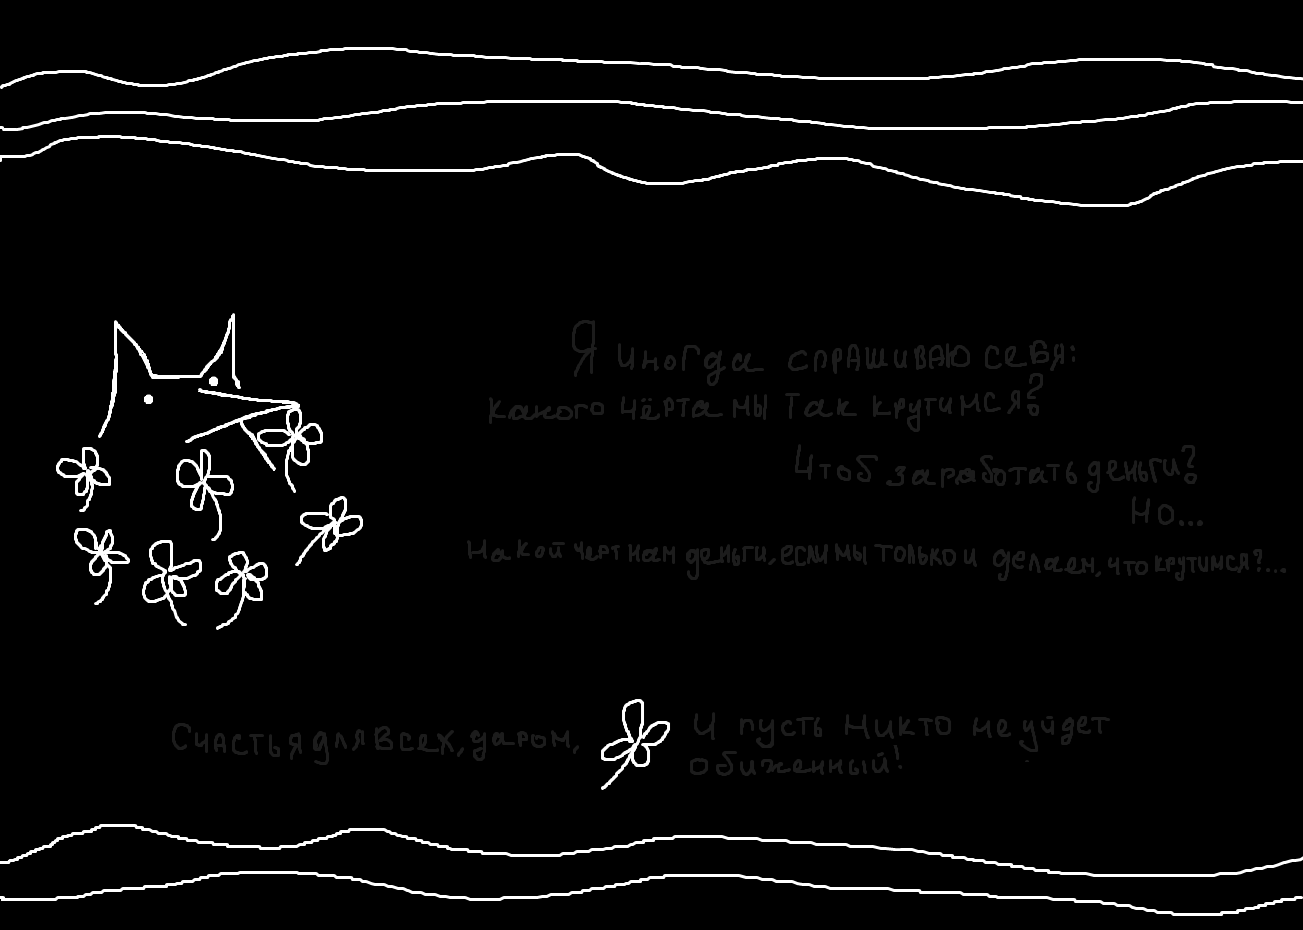 Я иногда спрашиваю себя:
какого чёрта мы так крутимся?
Чтоб заработать деньги?
Но...
На кой черт нам деньги, если мы только и делаем, что крутимся?...
Счастья для всех, даром,
И пусть никто не уйдет
обиженный!